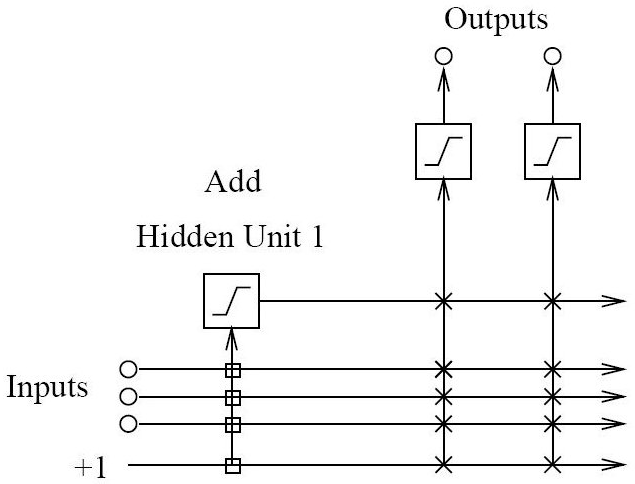 Outputs
Add
Hidden Unit 1
Inputs
+1